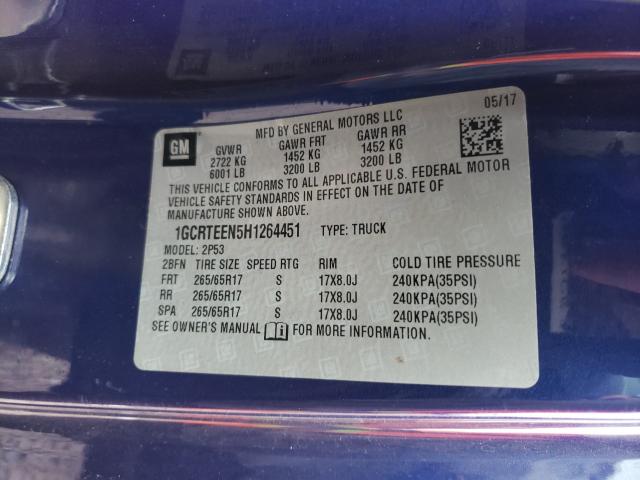 GM
MFD BY GENERAL MOTORS LLC
05/17
GVWR GAWR FRT GAWR RR
2722 KG 1452 KG 1452 KG
6001 LB 3200 LB 3200 LB
THIS VEHICLE CONFORMS TO ALL APPLICABLE U.S. FEDERAL MOTOR
VEHICLE SAFETY STANDARDS IN EFFECT ON THE DATE OF
MANUFACTURE SHOWN ABOVE.
1GCRTEEN5H1264451 TYPE: TRUCK
MODEL: 2P53
2BFN TIRE SIZE SPEED RTG RIM COLD TIRE PRESSURE
FRT 265/65R17 S 17X8.0J 240KPA(35PSI)
RR 265/65R17 S 17X8.0J 240KPA(35PSI)
SPA 265/65R17 S 17X8.0J 240KPA(35PSI)
SEE OWNER'S MANUAL FOR MORE INFORMATION.